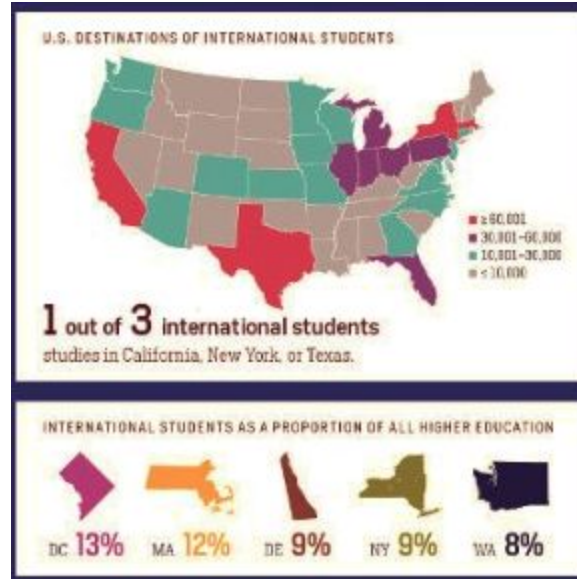 U.S. DESTINATIONS OF INTERNATIONAL STUDENTS
≥ 60,001
30,001–60,000
10,001–30,000
≤ 10,000
1 out of 3 international students
studies in California, New York, or Texas.
INTERNATIONAL STUDENTS AS A PROPORTION OF ALL HIGHER EDUCATION
DC 13% MA 12% DE 9% NY 9% WA 8%